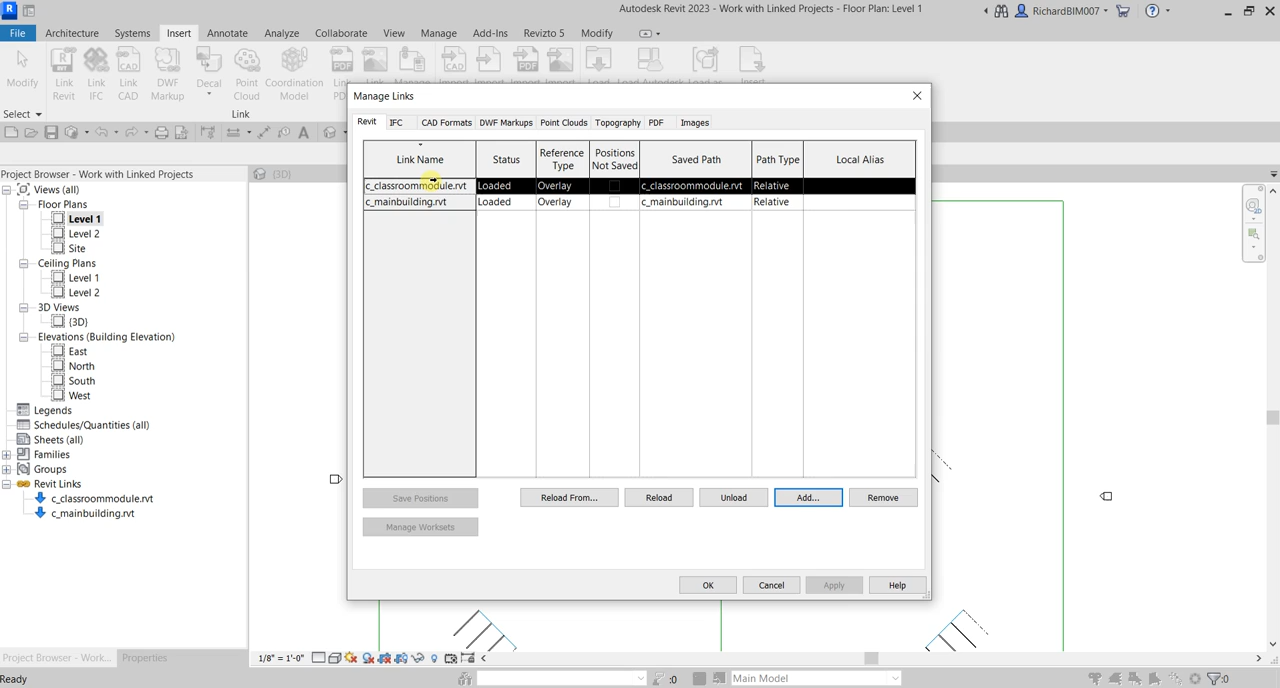 Autodesk Revit 2023 - Work with Linked Projects - Floor Plan: Level 1
RichardBIM007
File Architecture Systems Insert Annotate Analyze Collaborate View Manage Add-Ins Revizto 5 Modify
Modify
Link Revit
Link IFC
Link CAD
DWF Markup
Decal
Point Cloud
Coordination Model
Select
Link
Manage Links
Revit IFC CAD Formats DWF Markups Point Clouds Topography PDF Images
Link Name Status Reference Type Positions Not Saved Saved Path Path Type Local Alias
c_classroommodule.rvt Loaded Overlay c_classroommodule.rvt Relative
c_mainbuilding.rvt Loaded Overlay c_mainbuilding.rvt Relative
Save Positions Reload From... Reload Unload Add... Remove
Manage Worksets
OK Cancel Apply Help
Project Browser - Work with Linked Projects
{3D}
Views (all)
Floor Plans
Level 1
Level 2
Site
Ceiling Plans
Level 1
Level 2
3D Views
{3D}
Elevations (Building Elevation)
East
North
South
West
Legends
Schedules/Quantities (all)
Sheets (all)
Families
Groups
Revit Links
c_classroommodule.rvt
c_mainbuilding.rvt
Project Browser - Work... Properties
1/8" = 1'-0"
Ready
:0
Main Model
:0